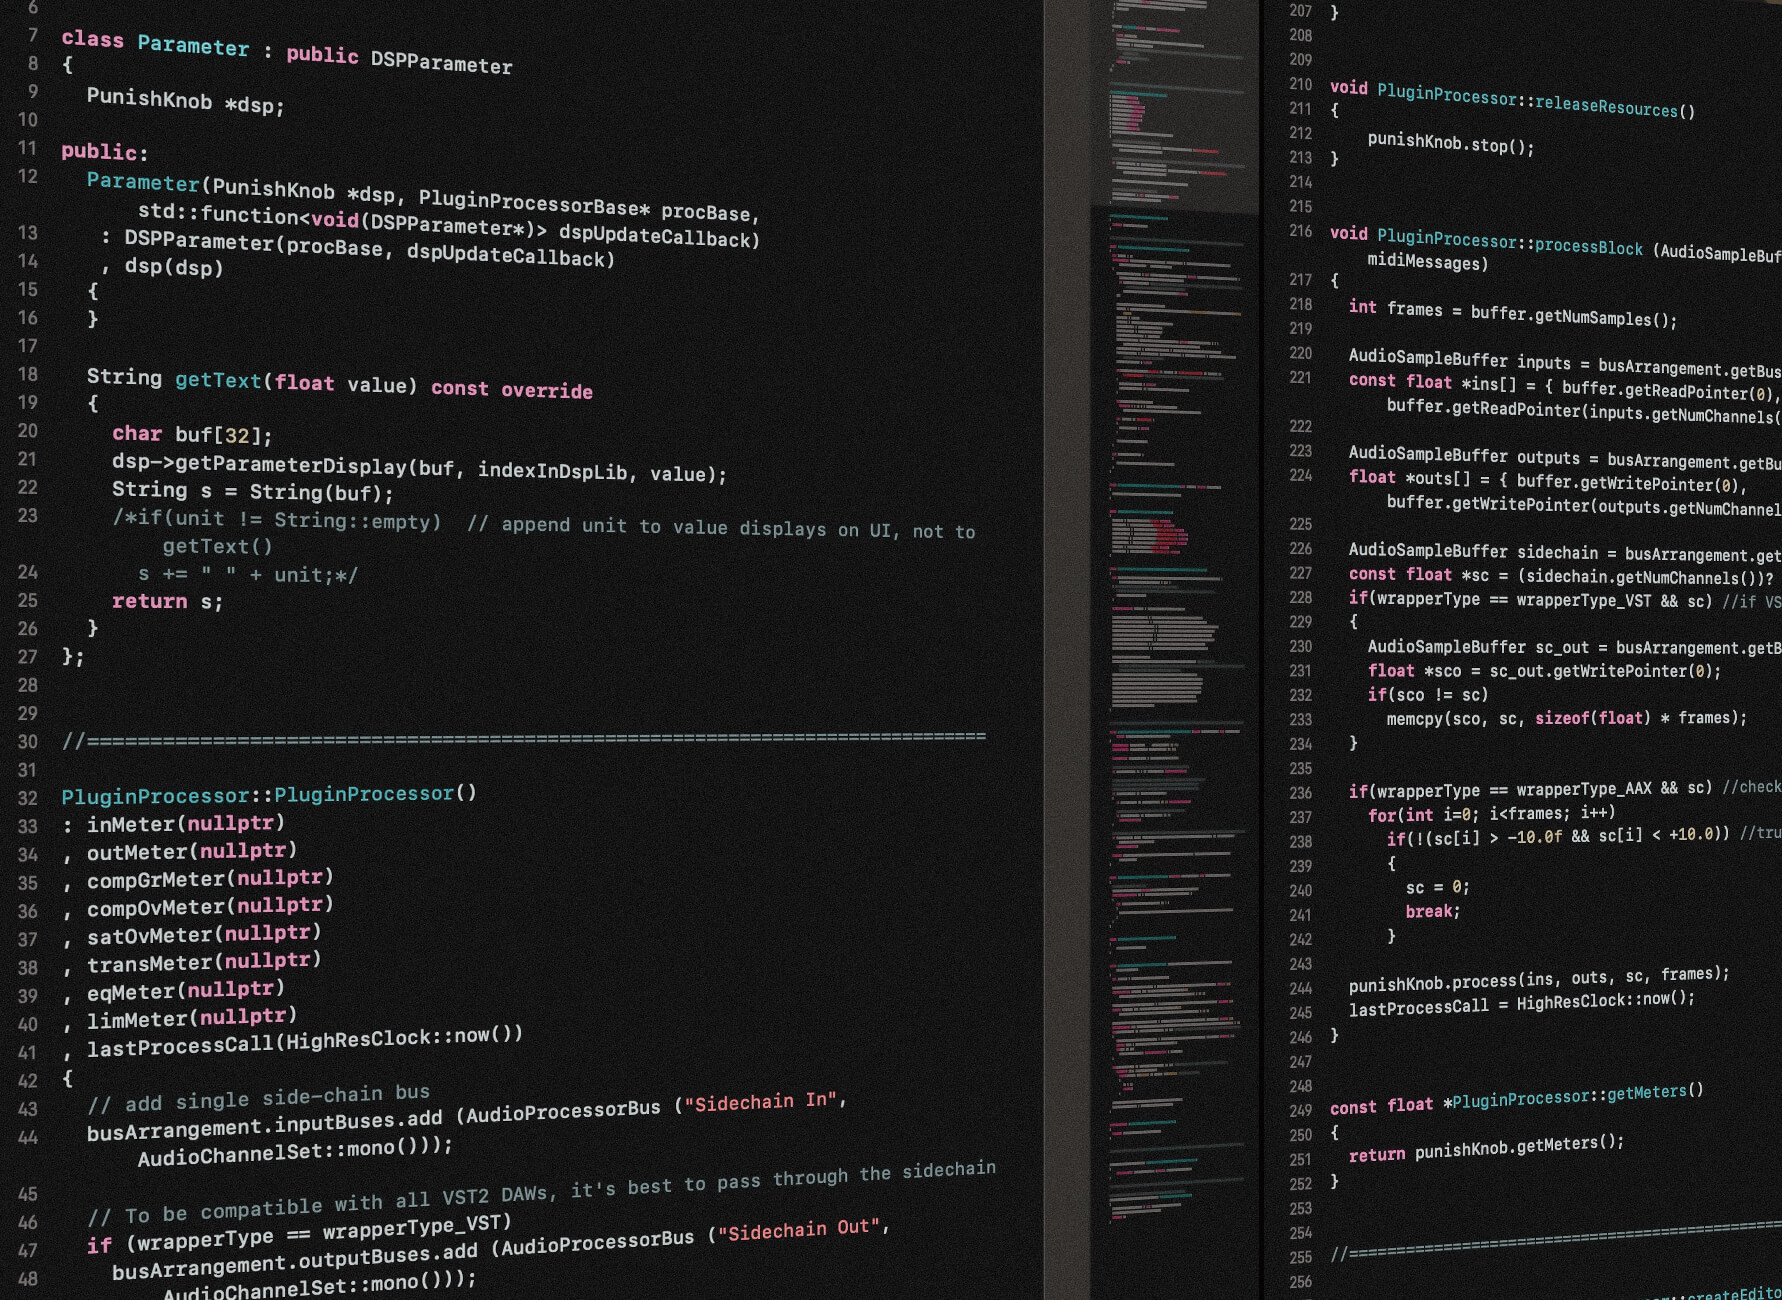 6
7 class Parameter : public DSPParameter
8 {
9 PunishKnob *dsp;
10
11 public:
12 Parameter(PunishKnob *dsp, PluginProcessorBase* procBase,
std::function<void(DSPParameter*)> dspUpdateCallback)
13 : DSPParameter(procBase, dspUpdateCallback)
14 , dsp(dsp)
15 {
16 }
17
18 String getText(float value) const override
19 {
20 char buf[32];
21 dsp->getParameterDisplay(buf, indexInDspLib, value);
22 String s = String(buf);
23 /*if(unit != String::empty) // append unit to value displays on UI, not to
getText()
24 s += " " + unit;*/
25 return s;
26 }
27 };
28
29
30 //========================================================================
31
32 PluginProcessor::PluginProcessor()
33 : inMeter(nullptr)
34 , outMeter(nullptr)
35 , compGrMeter(nullptr)
36 , compOvMeter(nullptr)
37 , satOvMeter(nullptr)
38 , transMeter(nullptr)
39 , eqMeter(nullptr)
40 , limMeter(nullptr)
41 , lastProcessCall(HighResClock::now())
42 {
43 // add single side-chain bus
44 busArrangement.inputBuses.add (AudioProcessorBus ("Sidechain In",
AudioChannelSet::mono()));
45
46 // To be compatible with all VST2 DAWs, it's best to pass through the sidechain
47 if (wrapperType == wrapperType_VST)
48 busArrangement.outputBuses.add (AudioProcessorBus ("Sidechain Out",
AudioChannelSet::mono()));
207 }
208
209
210 void PluginProcessor::releaseResources()
211 {
212 punishKnob.stop();
213 }
214
215
216 void PluginProcessor::processBlock (AudioSampleBuf
midiMessages)
217 {
218 int frames = buffer.getNumSamples();
219
220 AudioSampleBuffer inputs = busArrangement.getBus
221 const float *ins[] = { buffer.getReadPointer(0),
buffer.getReadPointer(inputs.getNumChannels(
222
223 AudioSampleBuffer outputs = busArrangement.getBu
224 float *outs[] = { buffer.getWritePointer(0),
buffer.getWritePointer(outputs.getNumChannel
225
226 AudioSampleBuffer sidechain = busArrangement.get
227 const float *sc = (sidechain.getNumChannels())?
228 if(wrapperType == wrapperType_VST && sc) //if VS
229 {
230 AudioSampleBuffer sc_out = busArrangement.getB
231 float *sco = sc_out.getWritePointer(0);
232 if(sco != sc)
233 memcpy(sco, sc, sizeof(float) * frames);
234 }
235
236 if(wrapperType == wrapperType_AAX && sc) //check
237 for(int i=0; i<frames; i++)
238 if(!(sc[i] > -10.0f && sc[i] < +10.0)) //tru
239 {
240 sc = 0;
241 break;
242 }
243
244 punishKnob.process(ins, outs, sc, frames);
245 lastProcessCall = HighResClock::now();
246 }
247
248
249 const float *PluginProcessor::getMeters()
250 {
251 return punishKnob.getMeters();
252 }
253
254
255 //==================================
256
::createEdito